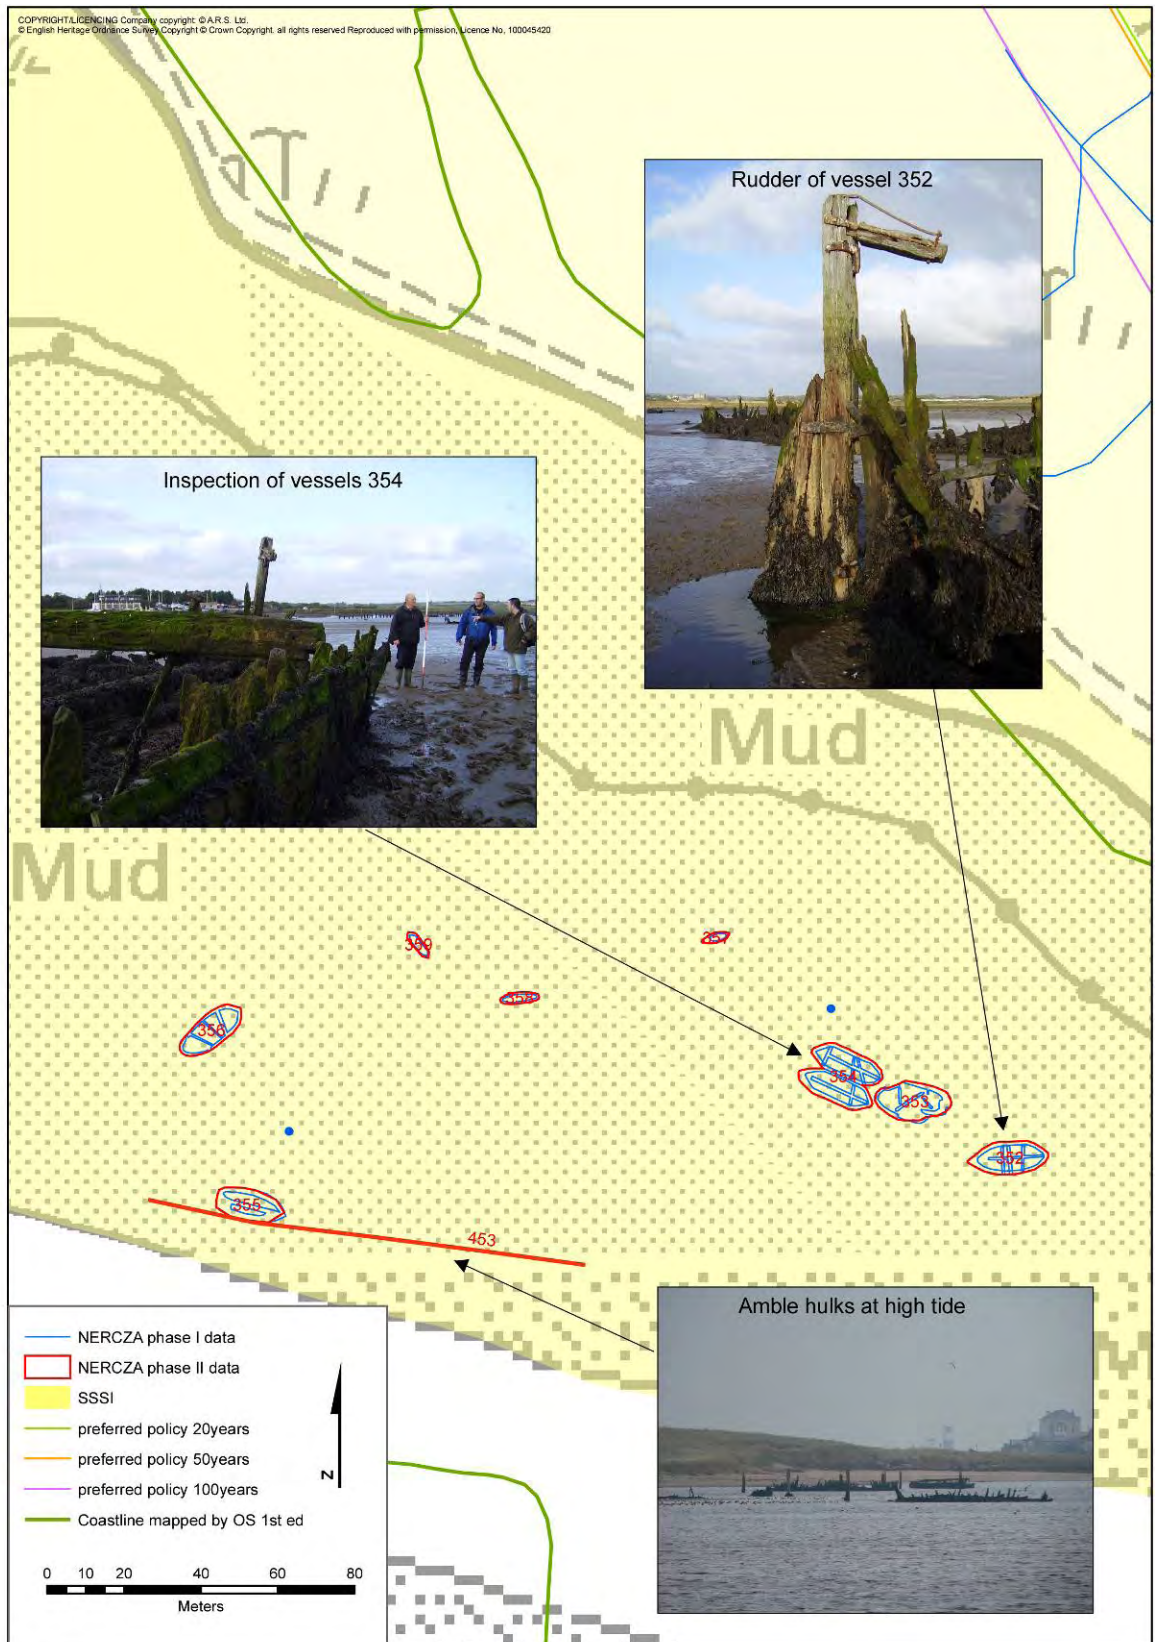 COPYRIGHT/LICENCING Company copyright: © A.R.S. Ltd.
© English Heritage Ordnance Survey Copyright © Crown Copyright. all rights reserved Reproduced with permission, Licence No, 100045420
Rudder of vessel 352
Inspection of vessels 354
Mud
Mud
359
357
358
356
354
353
352
355
453
Amble hulks at high tide
NERCZA phase I data
NERCZA phase II data
SSSI
preferred policy 20years
preferred policy 50years
preferred policy 100years
Coastline mapped by OS 1st ed
N
0 10 20 40 60 80
Meters